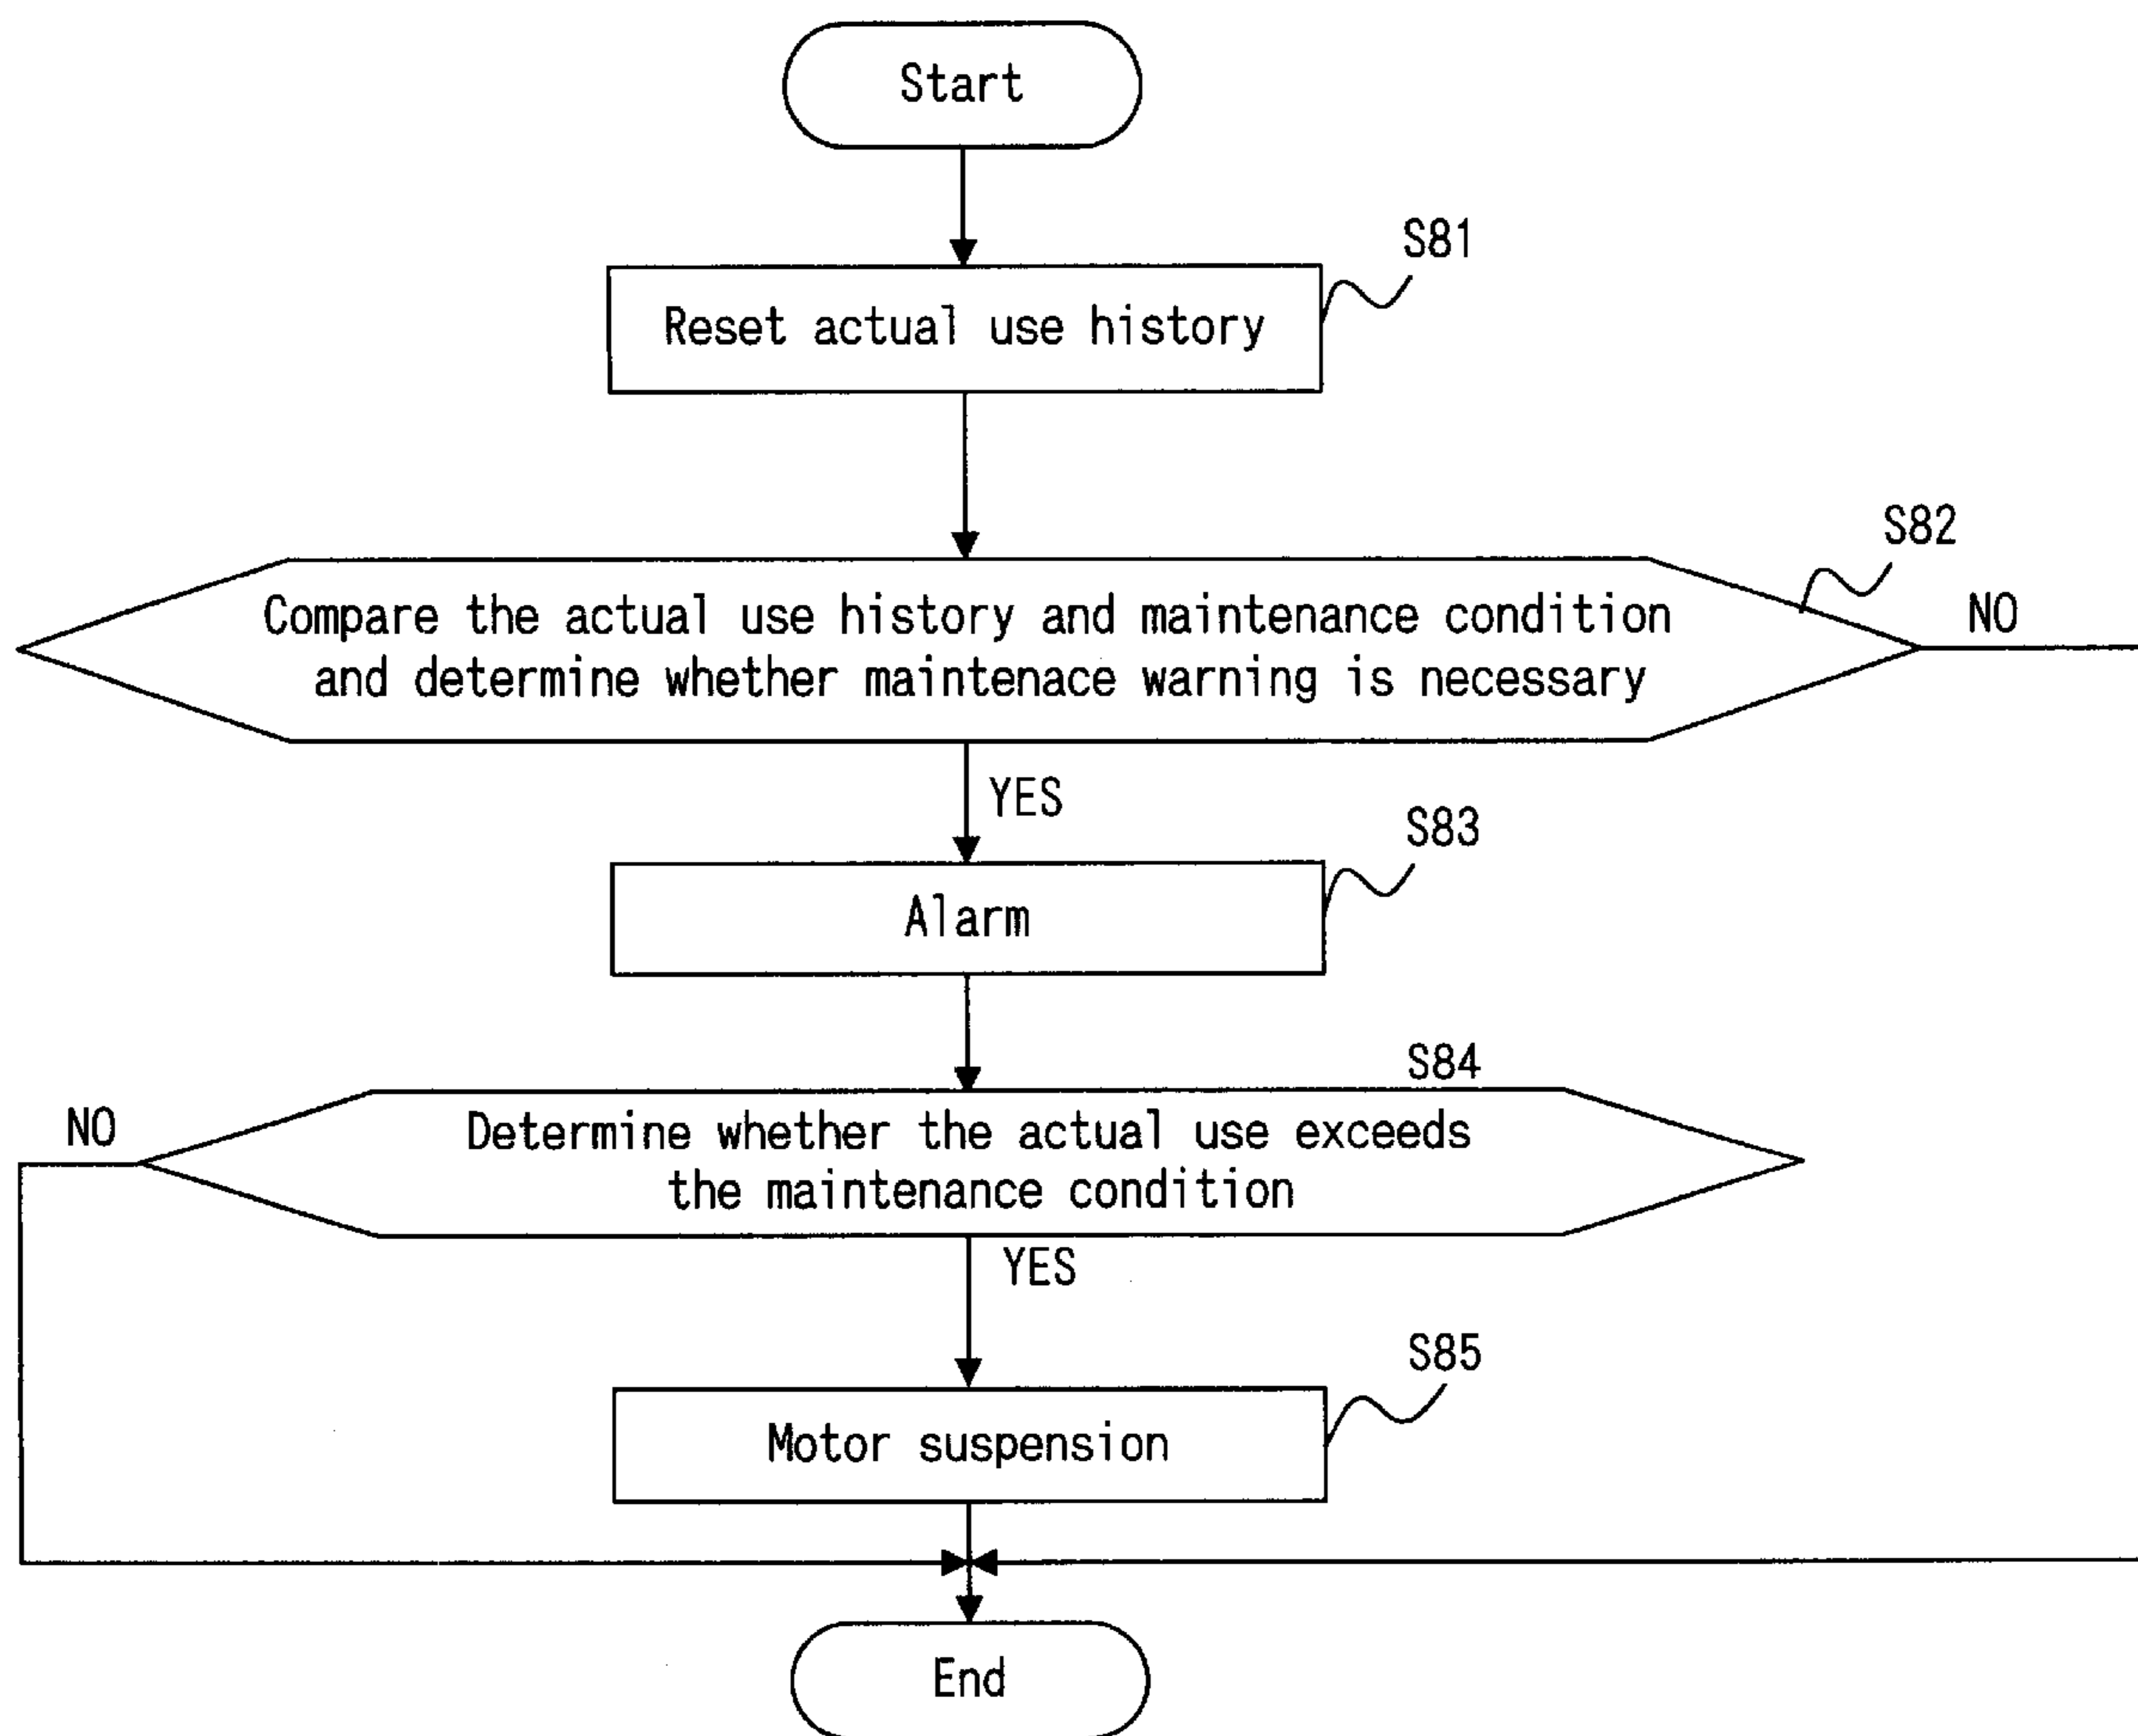 Start
S81
Reset actual use history
S82
Compare the actual use history and maintenance condition
and determine whether maintenace warning is necessary
NO
YES
S83
Alarm
S84
NO
Determine whether the actual use exceeds
the maintenance condition
YES
S85
Motor suspension
End